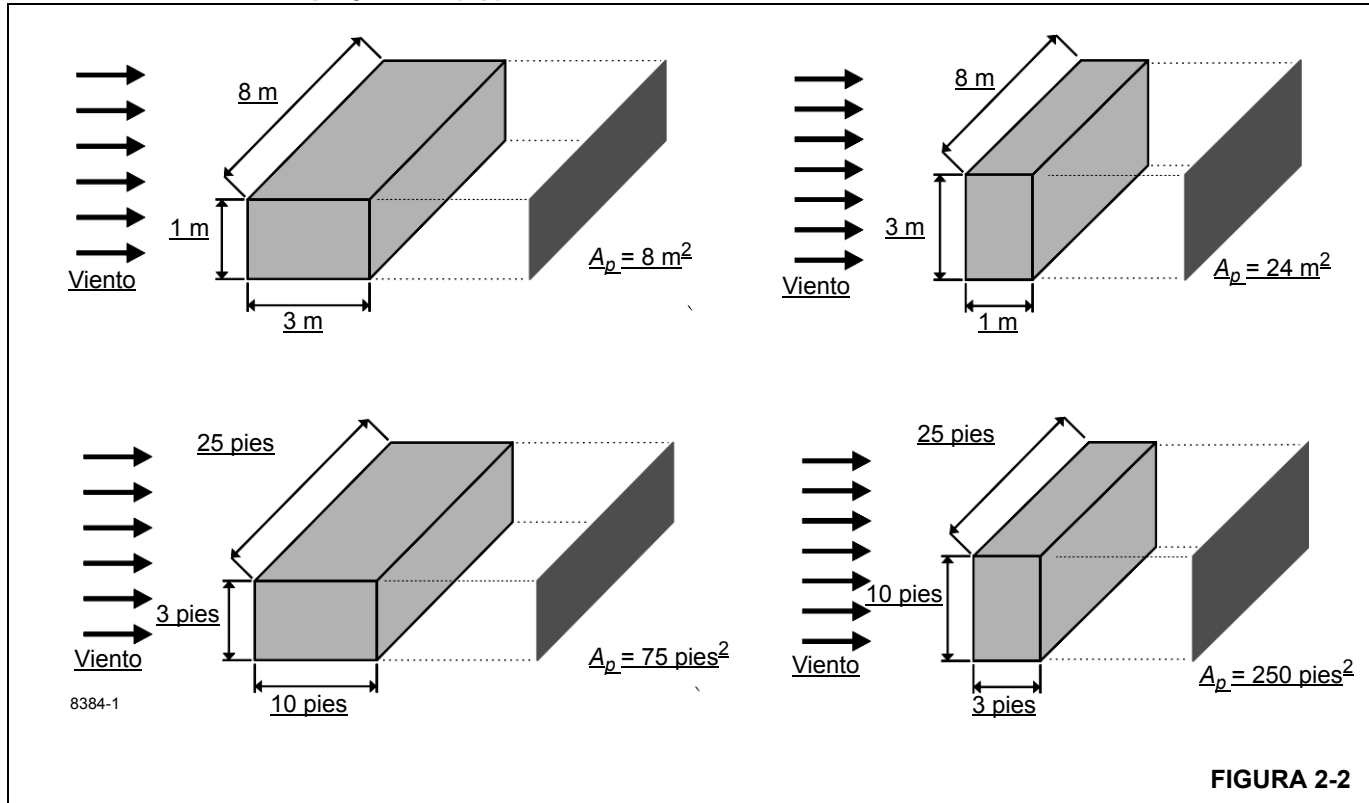 8 m
1 m
Viento
3 m
Ap = 8 m2
8 m
3 m
Viento
1 m
Ap = 24 m2
25 pies
3 pies
Viento
10 pies
Ap = 75 pies2
8384-1
25 pies
10 pies
Viento
3 pies
Ap = 250 pies2
FIGURA 2-2